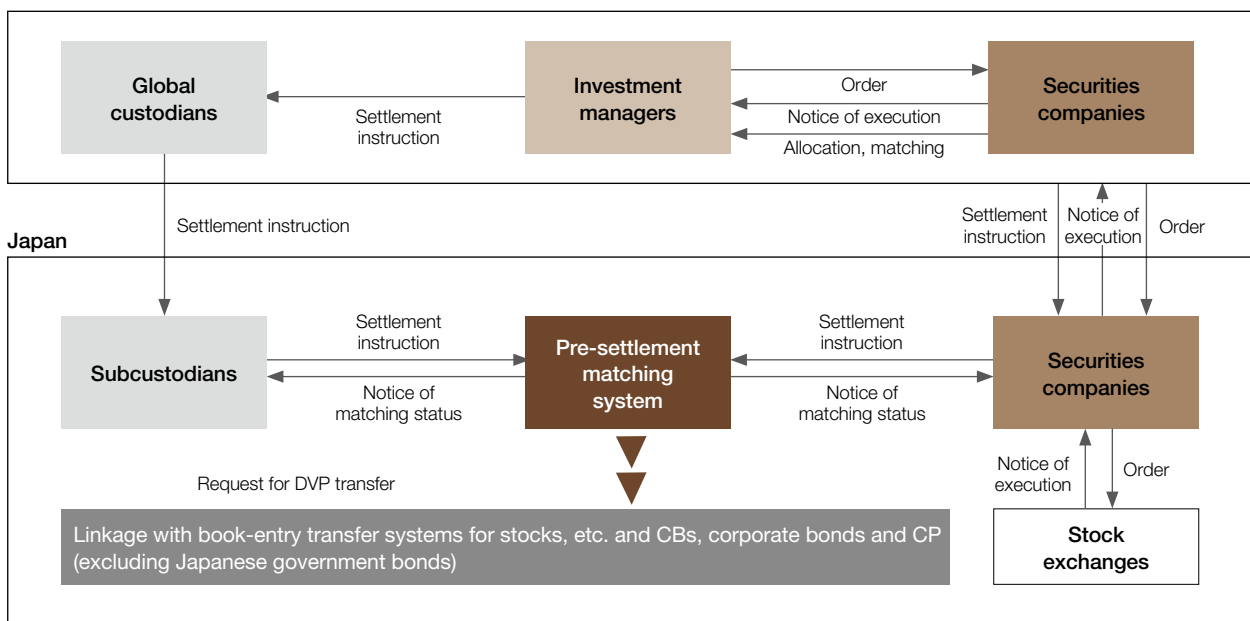 Global
custodians
Settlement
instruction
Investment
managers
Order
Notice of execution
Allocation, matching
Securities
companies
Settlement instruction
Settlement
instruction
Notice of
execution
Order
Japan
Subcustodians
Settlement
instruction
Notice of
matching status
Pre-settlement
matching
system
Settlement
instruction
Notice of
matching status
Securities
companies
Notice of
execution
Order
Request for DVP transfer
Linkage with book-entry transfer systems for stocks, etc. and CBs, corporate bonds and CP
(excluding Japanese government bonds)
Stock
exchanges